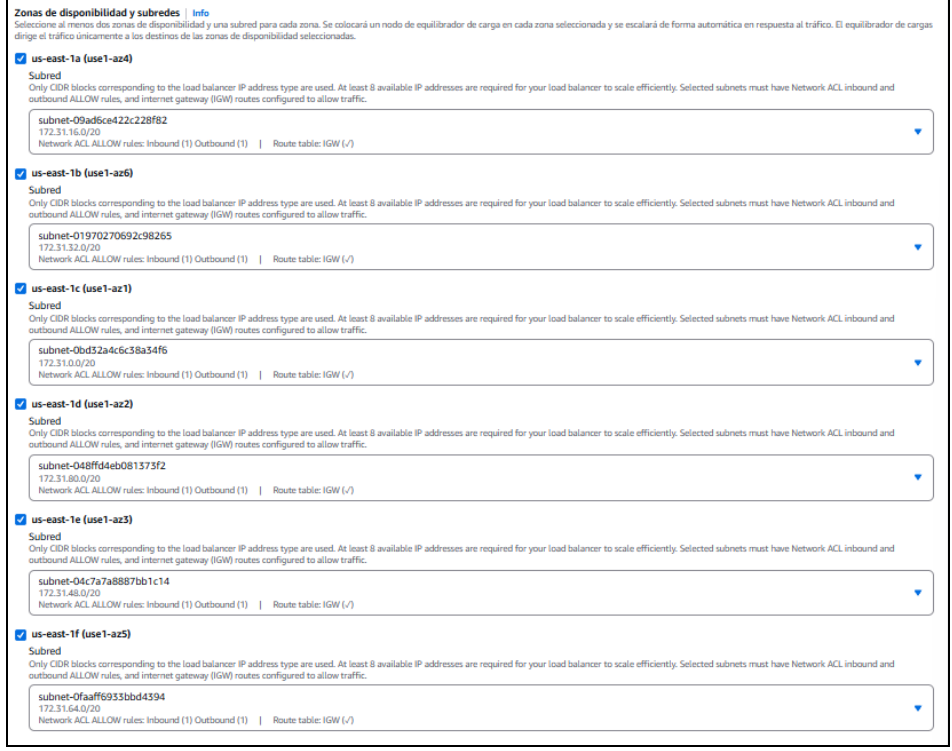 Zonas de disponibilidad y subredes | Info
Seleccione al menos dos zonas de disponibilidad y una subred para cada zona. Se colocará un nodo de equilibrador de carga en cada zona seleccionada y se escalará de forma automática en respuesta al tráfico. El equilibrador de cargas
dirige el tráfico únicamente a los destinos de las zonas de disponibilidad seleccionadas.
us-east-1a (use1-az4)
Subred
Only CIDR blocks corresponding to the load balancer IP address type are used. At least 8 available IP addresses are required for your load balancer to scale efficiently. Selected subnets must have Network ACL inbound and
outbound ALLOW rules, and internet gateway (IGW) routes configured to allow traffic.
subnet-09ad6ce422c228f82
172.31.16.0/20
Network ACL ALLOW rules: Inbound (1) Outbound (1) | Route table: IGW (✓)
us-east-1b (use1-az6)
Subred
Only CIDR blocks corresponding to the load balancer IP address type are used. At least 8 available IP addresses are required for your load balancer to scale efficiently. Selected subnets must have Network ACL inbound and
outbound ALLOW rules, and internet gateway (IGW) routes configured to allow traffic.
subnet-01970270692c98265
172.31.32.0/20
Network ACL ALLOW rules: Inbound (1) Outbound (1) | Route table: IGW (✓)
us-east-1c (use1-az1)
Subred
Only CIDR blocks corresponding to the load balancer IP address type are used. At least 8 available IP addresses are required for your load balancer to scale efficiently. Selected subnets must have Network ACL inbound and
outbound ALLOW rules, and internet gateway (IGW) routes configured to allow traffic.
subnet-0bd32a4c6c38a34f6
172.31.0.0/20
Network ACL ALLOW rules: Inbound (1) Outbound (1) | Route table: IGW (✓)
us-east-1d (use1-az2)
Subred
Only CIDR blocks corresponding to the load balancer IP address type are used. At least 8 available IP addresses are required for your load balancer to scale efficiently. Selected subnets must have Network ACL inbound and
outbound ALLOW rules, and internet gateway (IGW) routes configured to allow traffic.
subnet-048ffd4eb081373f2
172.31.80.0/20
Network ACL ALLOW rules: Inbound (1) Outbound (1) | Route table: IGW (✓)
us-east-1e (use1-az3)
Subred
Only CIDR blocks corresponding to the load balancer IP address type are used. At least 8 available IP addresses are required for your load balancer to scale efficiently. Selected subnets must have Network ACL inbound and
outbound ALLOW rules, and internet gateway (IGW) routes configured to allow traffic.
subnet-04c7a7a8887bb1c14
172.31.48.0/20
Network ACL ALLOW rules: Inbound (1) Outbound (1) | Route table: IGW (✓)
us-east-1f (use1-az5)
Subred
Only CIDR blocks corresponding to the load balancer IP address type are used. At least 8 available IP addresses are required for your load balancer to scale efficiently. Selected subnets must have Network ACL inbound and
outbound ALLOW rules, and internet gateway (IGW) routes configured to allow traffic.
subnet-0faaff6933bbd4394
172.31.64.0/20
Network ACL ALLOW rules: Inbound (1) Outbound (1) | Route table: IGW (✓)